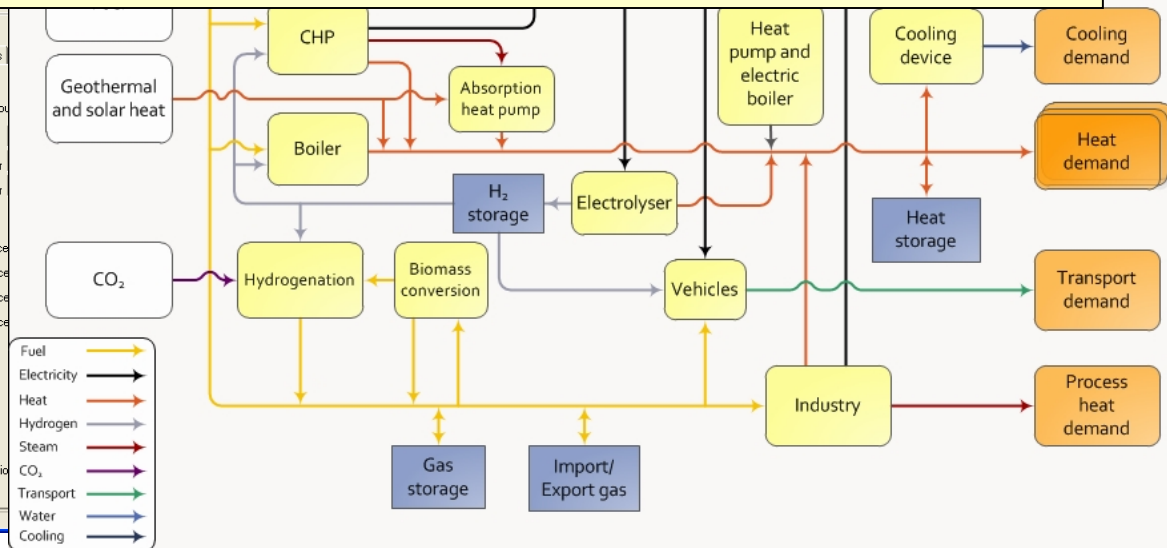 CHP
Heat
pump and
electric
boiler
Cooling
device
Cooling
demand
Geothermal
and solar heat
Absorption
heat pump
Boiler
Heat
demand
H₂
storage
Electrolyser
Heat
storage
CO₂
Hydrogenation
Biomass
conversion
Vehicles
Transport
demand
Fuel
Electricity
Heat
Hydrogen
Steam
CO₂
Transport
Water
Cooling
Industry
Process
heat
demand
Gas
storage
Import/
Export gas